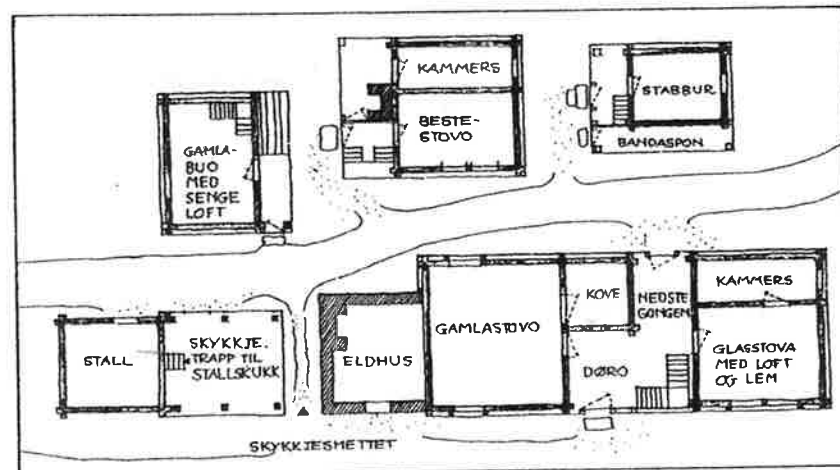 KAMMERS
BESTE-
STOVO
STABBUR
BANDASPON
GAMLA-
BUO
MED
SENGE
LOFT
STALL
SKYKKJE.
TRAPP TIL
STALLSKUKK
ELDHUS
GAMLASTOVO
KOVE
NEDSTE
GONGEN
DØRO
KAMMERS
GLASSTOVA
MED LOFT
OG LEM
SKYKKJESMETTET